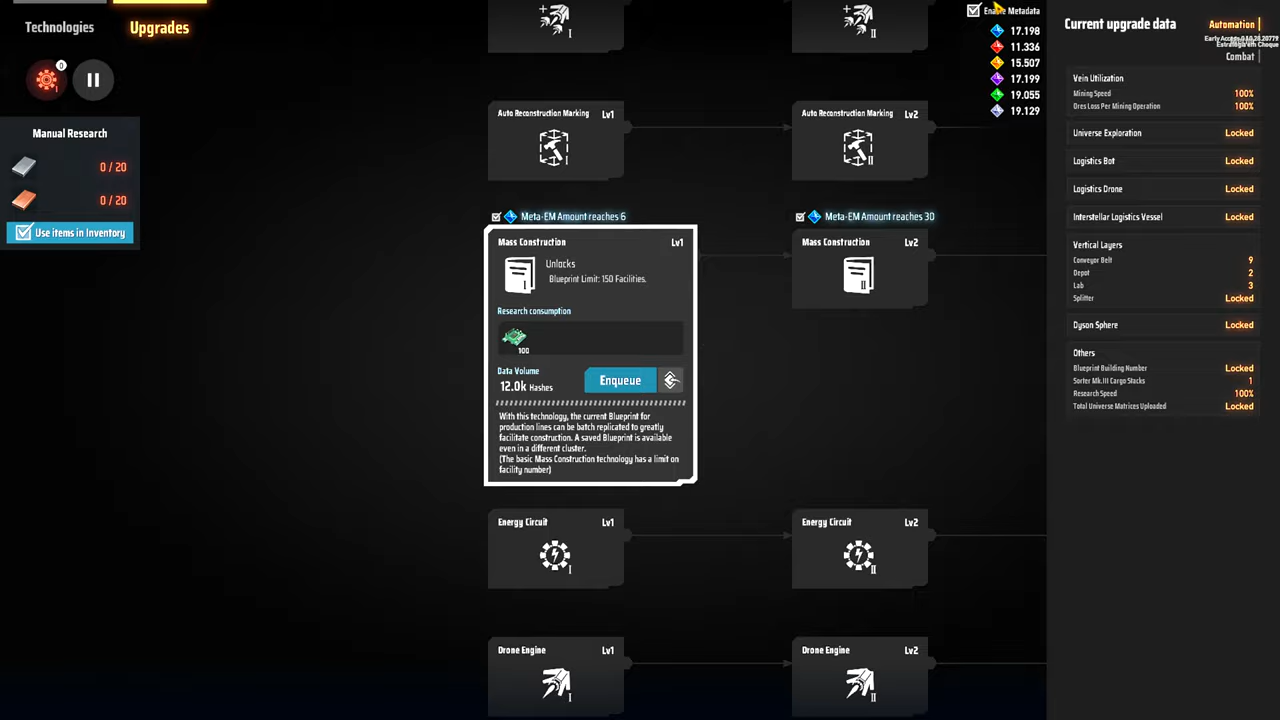 Technologies
Upgrades
0
Manual Research
0 / 20
0 / 20
Use items in Inventory
I
II
Auto Reconstruction Marking Lv1
I
Auto Reconstruction Marking Lv2
II
Meta-EM Amount reaches 6
Mass Construction Lv1
Unlocks
Blueprint Limit: 150 Facilities.
Research consumption
100
Data Volume
12.0k Hashes
Enqueue
With this technology, the current Blueprint for
production lines can be batch replicated to greatly
facilitate construction. A saved Blueprint is available
even in a different cluster.
(The basic Mass Construction technology has a limit on
facility number)
Meta-EM Amount reaches 30
Mass Construction Lv2
II
Energy Circuit Lv1
I
Energy Circuit Lv2
II
Drone Engine Lv1
I
Drone Engine Lv2
II
Enable Metadata
17.198
11.336
15.507
17.199
19.055
19.129
Current upgrade data
Automation
Combat
Vein Utilization
Mining Speed 100%
Ores Loss Per Mining Operation 100%
Universe Exploration Locked
Logistics Bot Locked
Logistics Drone Locked
Interstellar Logistics Vessel Locked
Vertical Layers
Conveyor Belt 9
Depot 2
Lab 3
Splitter Locked
Dyson Sphere Locked
Others
Blueprint Building Number Locked
Sorter Mk.III Cargo Stacks 1
Research Speed 100%
Total Universe Matrices Uploaded Locked